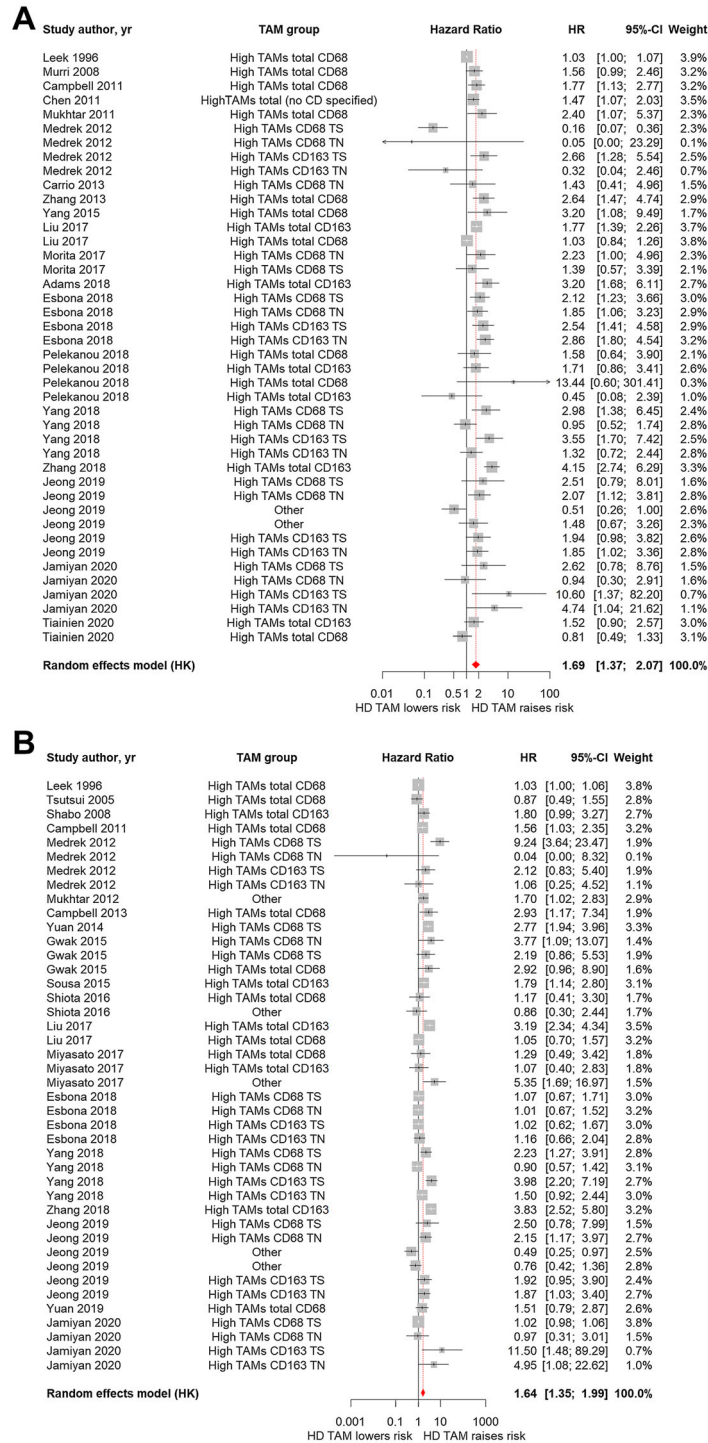 A
Study author, yr TAM group Hazard Ratio HR 95%-CI Weight
Leek 1996 High TAMs total CD68 1.03 [1.00; 1.07] 3.9%
Murri 2008 High TAMs total CD68 1.56 [0.99; 2.46] 3.2%
Campbell 2011 High TAMs total CD68 1.77 [1.13; 2.77] 3.2%
Chen 2011 HighTAMs total (no CD specified) 1.47 [1.07; 2.03] 3.5%
Mukhtar 2011 High TAMs total CD68 2.40 [1.07; 5.37] 2.3%
Medrek 2012 High TAMs CD68 TS 0.16 [0.07; 0.36] 2.3%
Medrek 2012 High TAMs CD68 TN 0.05 [0.00; 23.29] 0.1%
Medrek 2012 High TAMs CD163 TS 2.66 [1.28; 5.54] 2.5%
Medrek 2012 High TAMs CD163 TN 0.32 [0.04; 2.46] 0.7%
Carrio 2013 High TAMs CD68 TN 1.43 [0.41; 4.96] 1.5%
Zhang 2013 High TAMs total CD68 2.64 [1.47; 4.74] 2.9%
Yang 2015 High TAMs total CD68 3.20 [1.08; 9.49] 1.7%
Liu 2017 High TAMs total CD163 1.77 [1.39; 2.26] 3.7%
Liu 2017 High TAMs total CD68 1.03 [0.84; 1.26] 3.8%
Morita 2017 High TAMs CD68 TN 2.23 [1.00; 4.96] 2.3%
Morita 2017 High TAMs CD68 TS 1.39 [0.57; 3.39] 2.1%
Adams 2018 High TAMs total CD163 3.20 [1.68; 6.11] 2.7%
Esbona 2018 High TAMs CD68 TS 2.12 [1.23; 3.66] 3.0%
Esbona 2018 High TAMs CD68 TN 1.85 [1.06; 3.23] 2.9%
Esbona 2018 High TAMs CD163 TS 2.54 [1.41; 4.58] 2.9%
Esbona 2018 High TAMs CD163 TN 2.86 [1.80; 4.54] 3.2%
Pelekanou 2018 High TAMs total CD68 1.58 [0.64; 3.90] 2.1%
Pelekanou 2018 High TAMs total CD163 1.71 [0.86; 3.41] 2.6%
Pelekanou 2018 High TAMs total CD68 13.44 [0.60; 301.41] 0.3%
Pelekanou 2018 High TAMs total CD163 0.45 [0.08; 2.39] 1.0%
Yang 2018 High TAMs CD68 TS 2.98 [1.38; 6.45] 2.4%
Yang 2018 High TAMs CD68 TN 0.95 [0.52; 1.74] 2.8%
Yang 2018 High TAMs CD163 TS 3.55 [1.70; 7.42] 2.5%
Yang 2018 High TAMs CD163 TN 1.32 [0.72; 2.44] 2.8%
Zhang 2018 High TAMs total CD163 4.15 [2.74; 6.29] 3.3%
Jeong 2019 High TAMs CD68 TS 2.51 [0.79; 8.01] 1.6%
Jeong 2019 High TAMs CD68 TN 2.07 [1.12; 3.81] 2.8%
Jeong 2019 Other 0.51 [0.26; 1.00] 2.6%
Jeong 2019 Other 1.48 [0.67; 3.26] 2.3%
Jeong 2019 High TAMs CD163 TS 1.94 [0.98; 3.82] 2.6%
Jeong 2019 High TAMs CD163 TN 1.85 [1.02; 3.36] 2.8%
Jamiyan 2020 High TAMs CD68 TS 2.62 [0.78; 8.76] 1.5%
Jamiyan 2020 High TAMs CD68 TN 0.94 [0.30; 2.91] 1.6%
Jamiyan 2020 High TAMs CD163 TS 10.60 [1.37; 82.20] 0.7%
Jamiyan 2020 High TAMs CD163 TN 4.74 [1.04; 21.62] 1.1%
Tiainien 2020 High TAMs total CD163 1.52 [0.90; 2.57] 3.0%
Tiainien 2020 High TAMs total CD68 0.81 [0.49; 1.33] 3.1%
Random effects model (HK) 1.69 [1.37; 2.07] 100.0%
0.01 0.1 0.5 1 2 10 100
HD TAM lowers risk HD TAM raises risk
B
Study author, yr TAM group Hazard Ratio HR 95%-CI Weight
Leek 1996 High TAMs total CD68 1.03 [1.00; 1.06] 3.8%
Tsutsui 2005 High TAMs total CD68 0.87 [0.49; 1.55] 2.8%
Shabo 2008 High TAMs total CD163 1.80 [0.99; 3.27] 2.7%
Campbell 2011 High TAMs total CD68 1.56 [1.03; 2.35] 3.2%
Medrek 2012 High TAMs CD68 TS 9.24 [3.64; 23.47] 1.9%
Medrek 2012 High TAMs CD68 TN 0.04 [0.00; 8.32] 0.1%
Medrek 2012 High TAMs CD163 TS 2.12 [0.83; 5.40] 1.9%
Medrek 2012 High TAMs CD163 TN 1.06 [0.25; 4.52] 1.1%
Mukhtar 2012 Other 1.70 [1.02; 2.83] 2.9%
Campbell 2013 High TAMs total CD68 2.93 [1.17; 7.34] 1.9%
Yuan 2014 High TAMs CD68 TS 2.77 [1.94; 3.96] 3.3%
Gwak 2015 High TAMs CD68 TN 3.77 [1.09; 13.07] 1.4%
Gwak 2015 High TAMs CD68 TS 2.19 [0.86; 5.53] 1.9%
Gwak 2015 High TAMs total CD68 2.92 [0.96; 8.90] 1.6%
Sousa 2015 High TAMs total CD163 1.79 [1.14; 2.80] 3.1%
Shiota 2016 High TAMs total CD68 1.17 [0.41; 3.30] 1.7%
Shiota 2016 Other 0.86 [0.30; 2.44] 1.7%
Liu 2017 High TAMs total CD163 3.19 [2.34; 4.34] 3.5%
Liu 2017 High TAMs total CD68 1.05 [0.70; 1.57] 3.2%
Miyasato 2017 High TAMs total CD68 1.29 [0.49; 3.42] 1.8%
Miyasato 2017 High TAMs total CD163 1.07 [0.40; 2.83] 1.8%
Miyasato 2017 Other 5.35 [1.69; 16.97] 1.5%
Esbona 2018 High TAMs CD68 TS 1.07 [0.67; 1.71] 3.0%
Esbona 2018 High TAMs CD68 TN 1.01 [0.67; 1.52] 3.2%
Esbona 2018 High TAMs CD163 TS 1.02 [0.62; 1.67] 3.0%
Esbona 2018 High TAMs CD163 TN 1.16 [0.66; 2.04] 2.8%
Yang 2018 High TAMs CD68 TS 2.23 [1.27; 3.91] 2.8%
Yang 2018 High TAMs CD68 TN 0.90 [0.57; 1.42] 3.1%
Yang 2018 High TAMs CD163 TS 3.98 [2.20; 7.19] 2.7%
Yang 2018 High TAMs CD163 TN 1.50 [0.92; 2.44] 3.0%
Zhang 2018 High TAMs total CD163 3.83 [2.52; 5.80] 3.2%
Jeong 2019 High TAMs CD68 TS 2.50 [0.78; 7.99] 1.5%
Jeong 2019 High TAMs CD68 TN 2.15 [1.17; 3.97] 2.7%
Jeong 2019 Other 0.49 [0.25; 0.97] 2.5%
Jeong 2019 Other 0.76 [0.42; 1.36] 2.8%
Jeong 2019 High TAMs CD163 TS 1.92 [0.95; 3.90] 2.4%
Jeong 2019 High TAMs CD163 TN 1.87 [1.03; 3.40] 2.7%
Yuan 2019 High TAMs total CD68 1.51 [0.79; 2.87] 2.6%
Jamiyan 2020 High TAMs CD68 TS 1.02 [0.98; 1.06] 3.8%
Jamiyan 2020 High TAMs CD68 TN 0.97 [0.31; 3.01] 1.5%
Jamiyan 2020 High TAMs CD163 TS 11.50 [1.48; 89.29] 0.7%
Jamiyan 2020 High TAMs CD163 TN 4.95 [1.08; 22.62] 1.0%
Random effects model (HK) 1.64 [1.35; 1.99] 100.0%
0.001 0.1 1 10 1000
HD TAM lowers risk HD TAM raises risk